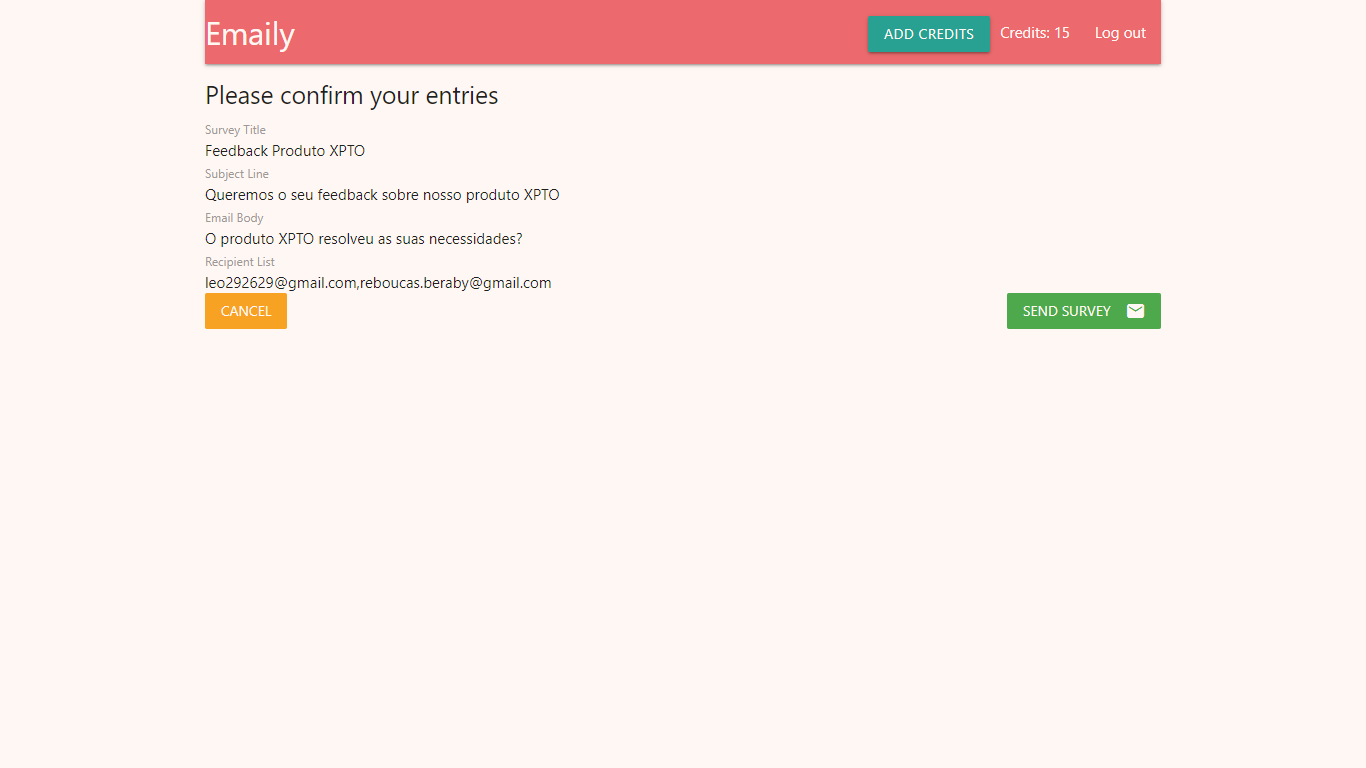 Emaily
ADD CREDITS
Credits: 15
Log out
Please confirm your entries
Survey Title
Feedback Produto XPTO
Subject Line
Queremos o seu feedback sobre nosso produto XPTO
Email Body
O produto XPTO resolveu as suas necessidades?
Recipient List
leo292629@gmail.com,reboucas.beraby@gmail.com
CANCEL
SEND SURVEY